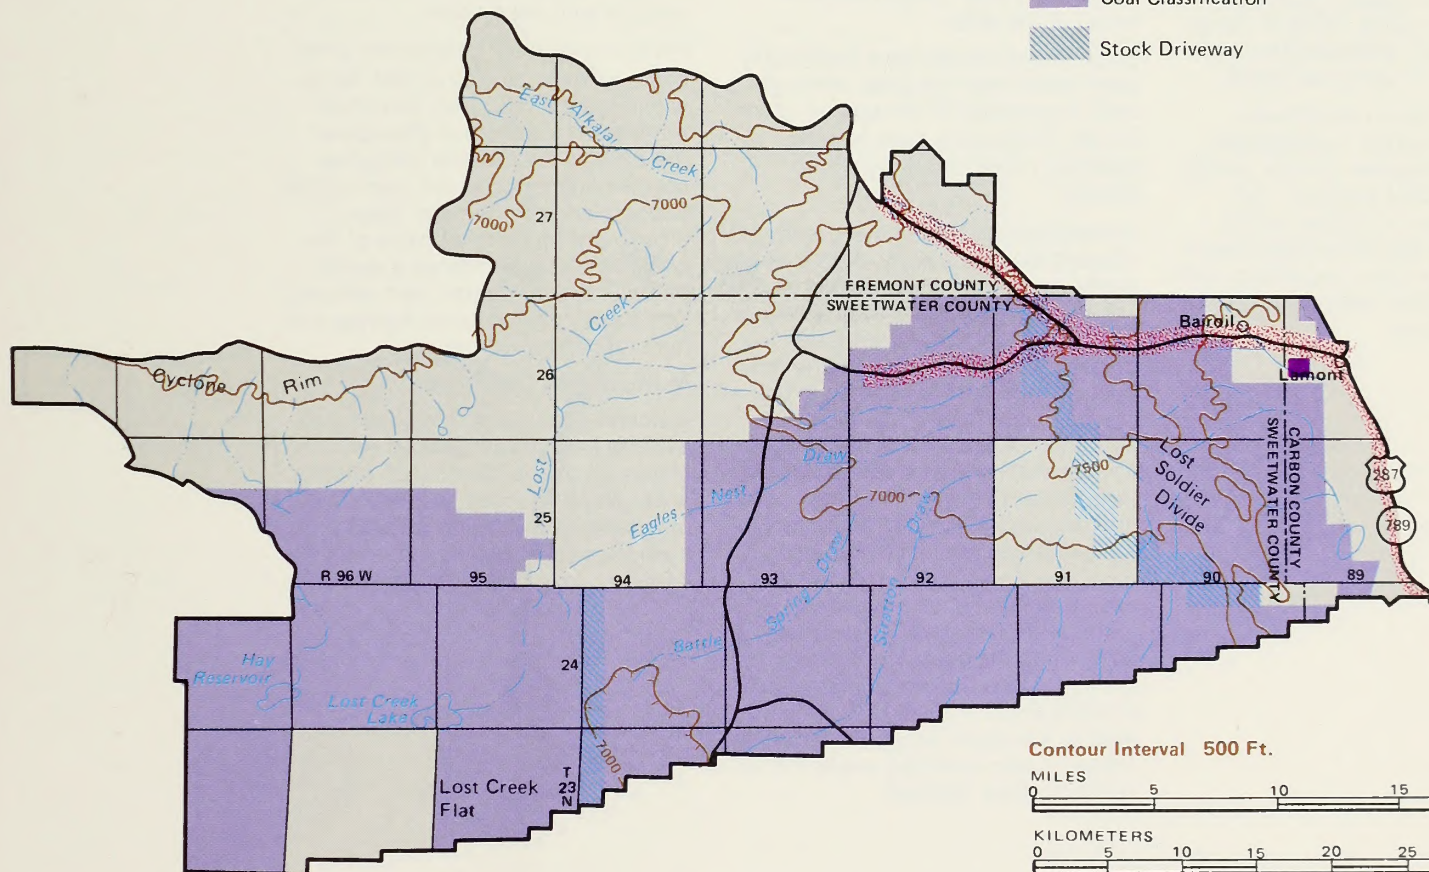 Coal Classification
Stock Driveway
East Alkalai
Creek
27
7000
7000
FREMONT COUNTY
SWEETWATER COUNTY
Creek
Bairoil
Cyclone Rim
26
Lamont
Lost
Draw
Lost
Soldier
Divide
CARBON COUNTY
SWEETWATER COUNTY
7500
287
Eagles Nest
7000
Draw
25
789
Spring Draw
R 96 W
95
94
93
92
91
90
89
Stratton
Battle
24
Hay
Reservoir
Lost Creek
Lake
7000
T
23
N
Lost Creek
Flat
Contour Interval 500 Ft.
MILES
0 5 10 15
KILOMETERS
0 5 10 15 20 25